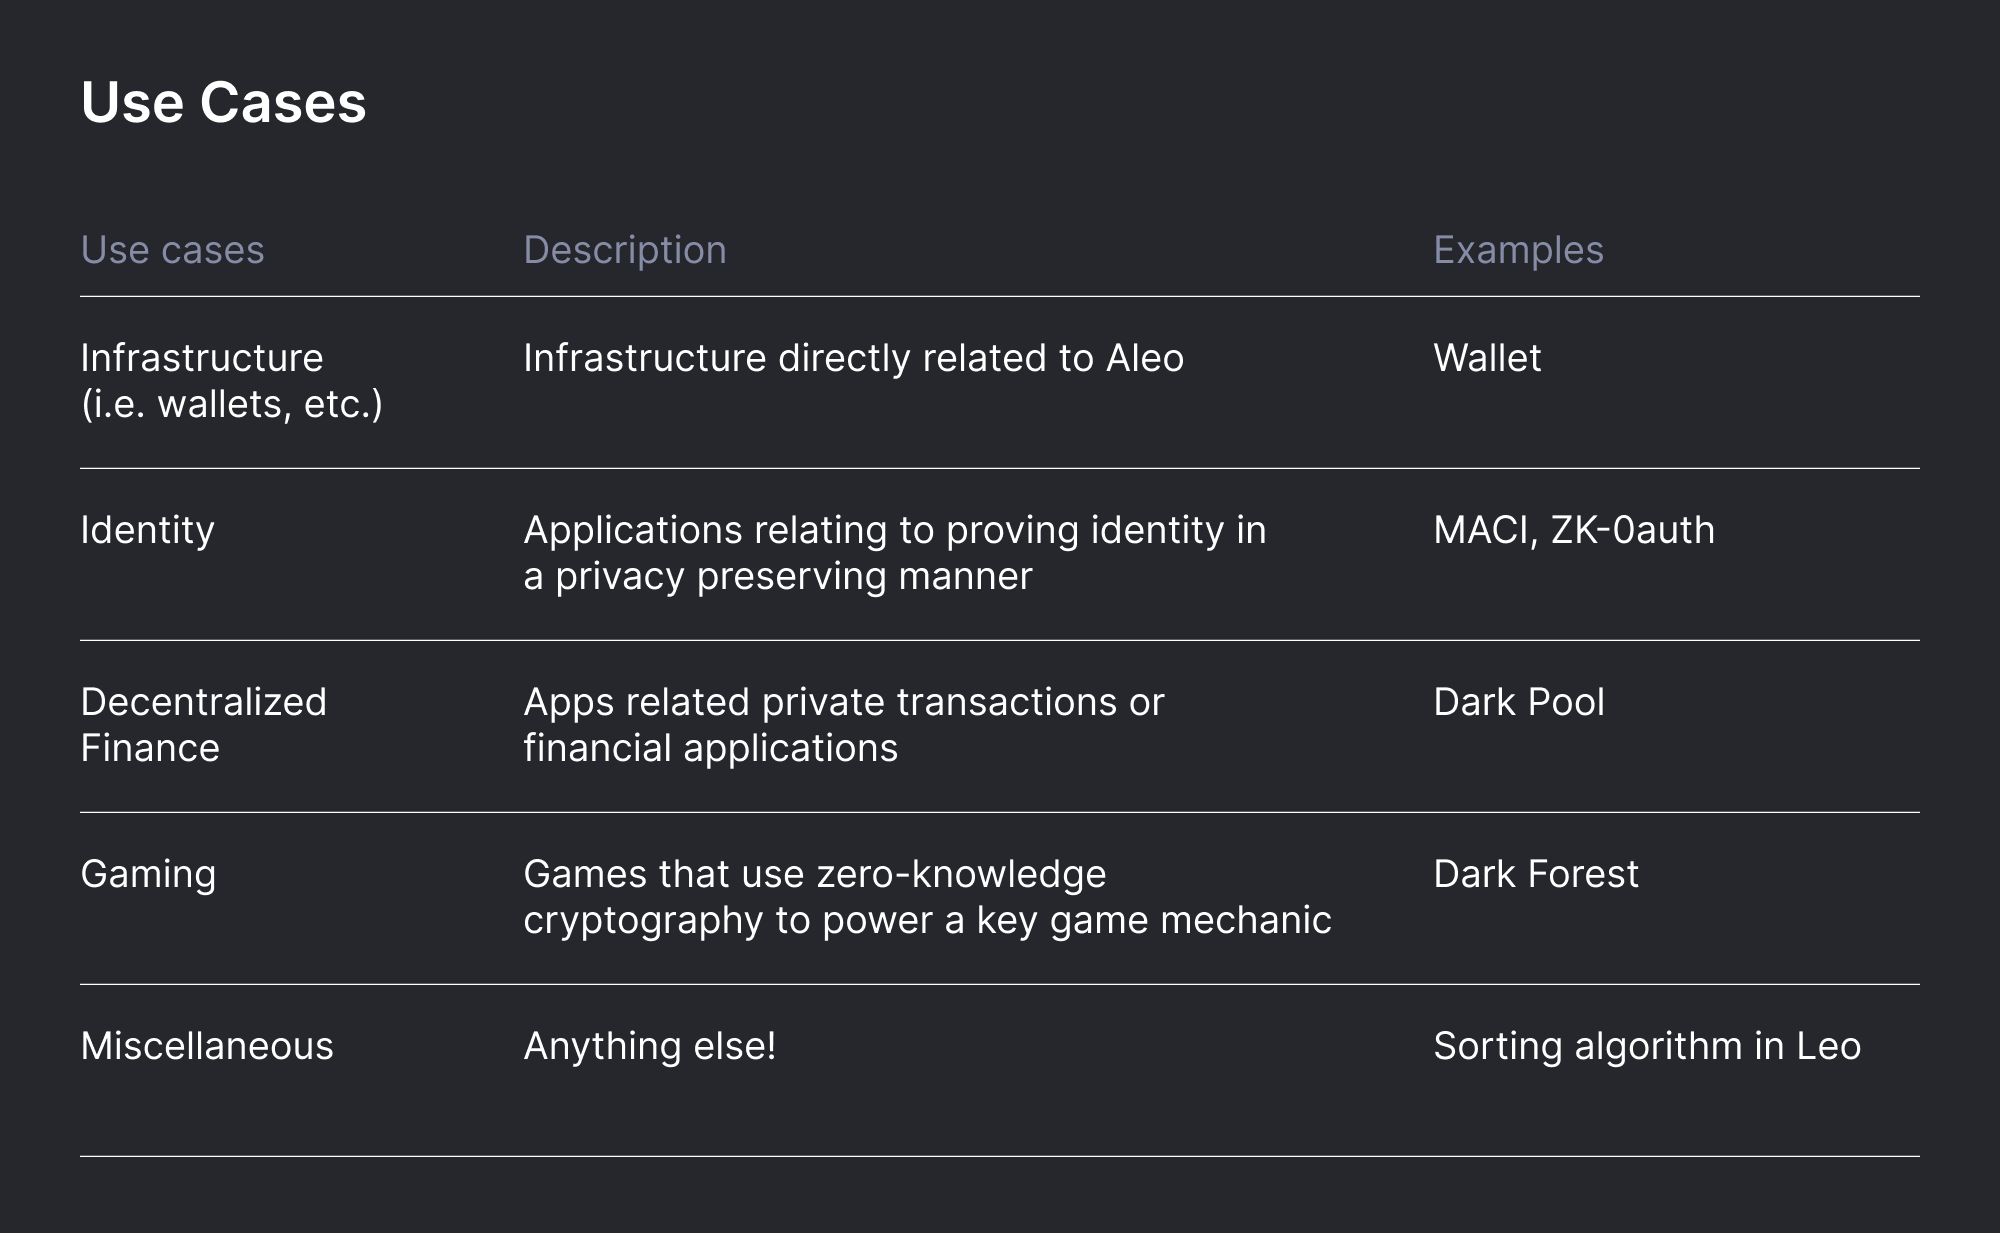 Use Cases
Use cases
Description
Examples
Infrastructure
(i.e. wallets, etc.)
Infrastructure directly related to Aleo
Wallet
Identity
Applications relating to proving identity in
a privacy preserving manner
MACI, ZK-0auth
Decentralized
Finance
Apps related private transactions or
financial applications
Dark Pool
Gaming
Games that use zero-knowledge
cryptography to power a key game mechanic
Dark Forest
Miscellaneous
Anything else!
Sorting algorithm in Leo